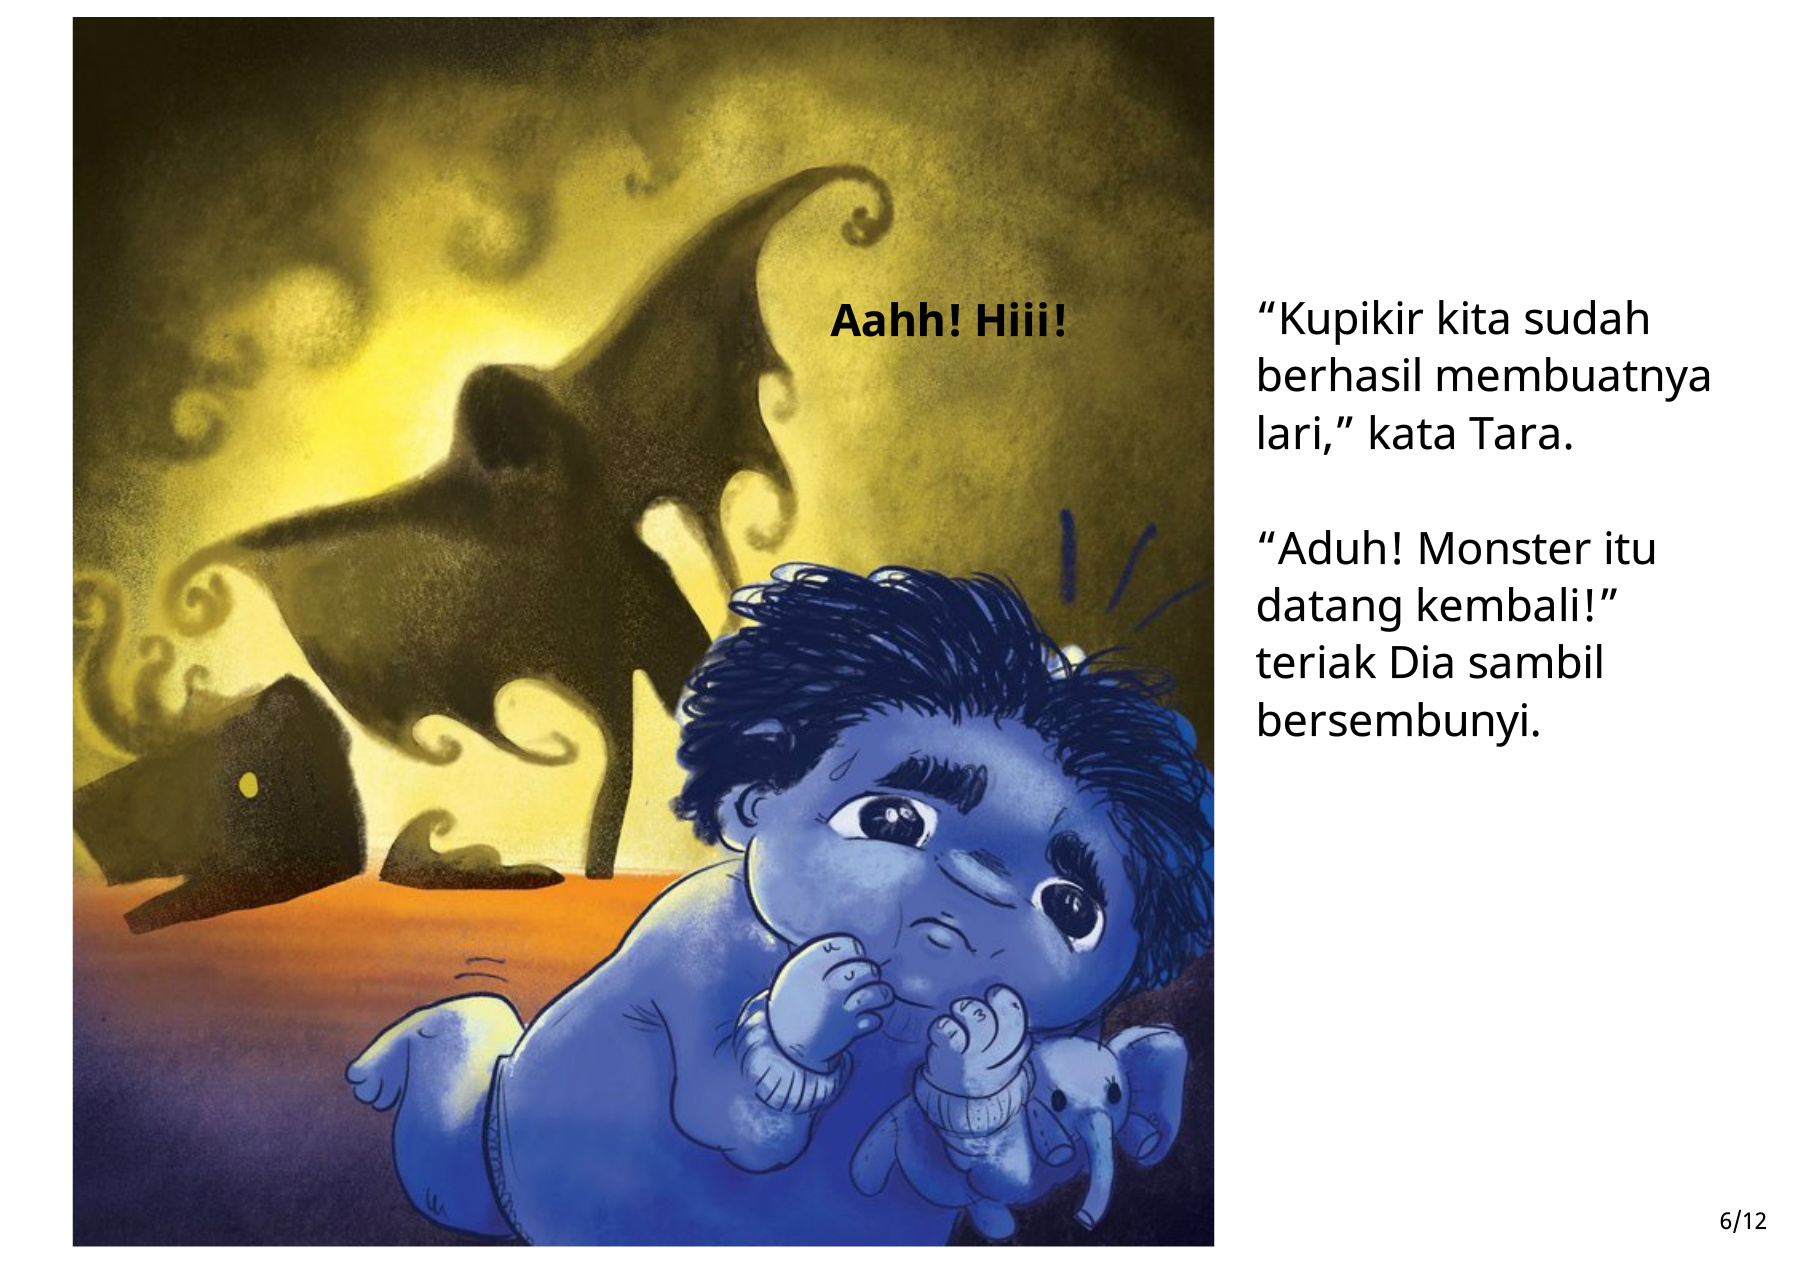 Aahh! Hiii!
“Kupikir kita sudah
berhasil membuatnya
lari,” kata Tara.
“Aduh! Monster itu
datang kembali!”
teriak Dia sambil
bersembunyi.
6/12